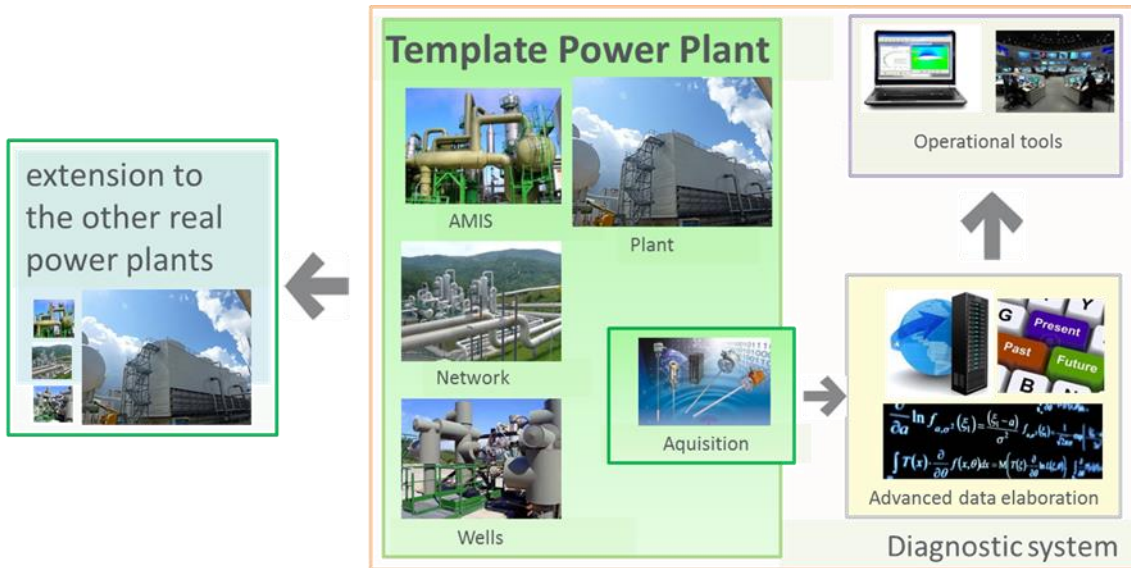 Template Power Plant
AMIS
Plant
Network
Wells
Aquisition
extension to
the other real
power plants
Operational tools
Present
Past
Future
G
Y
B
N
Advanced data elaboration
Diagnostic system